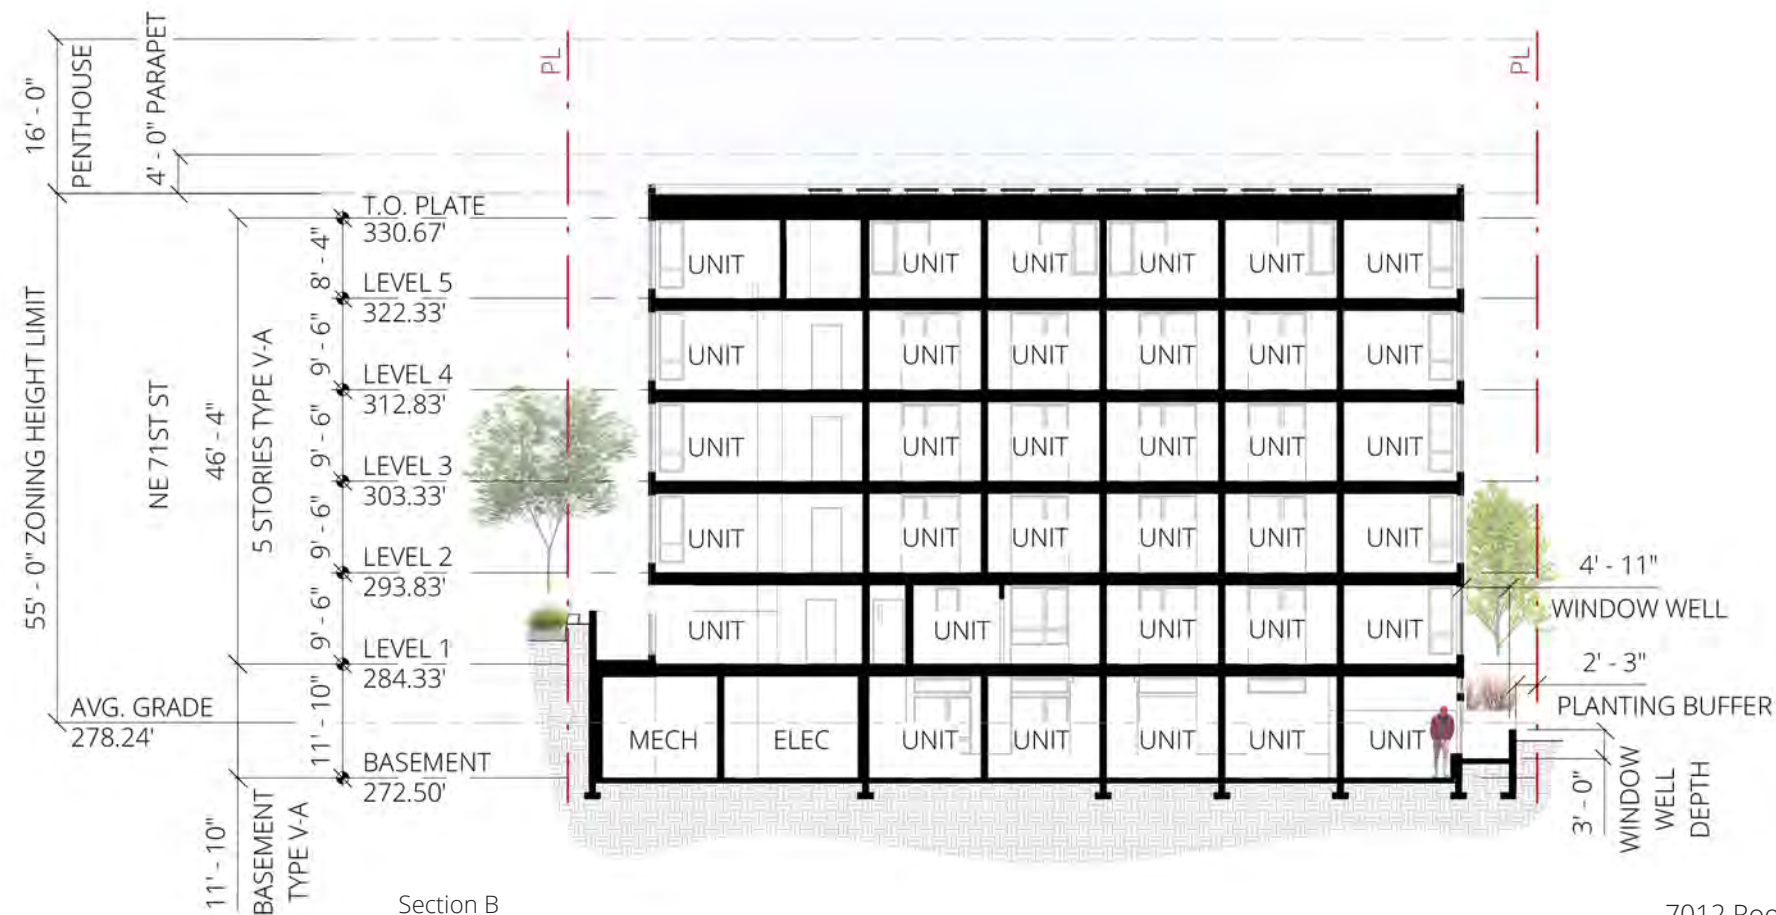 16' - 0"
PENTHOUSE
4' - 0" PARAPET
PL
PL
55' - 0" ZONING HEIGHT LIMIT
NE 71ST ST
46' - 4"
5 STORIES TYPE V-A
T.O. PLATE
330.67'
8' - 4"
LEVEL 5
322.33'
9' - 6"
LEVEL 4
312.83'
9' - 6"
LEVEL 3
303.33'
9' - 6"
LEVEL 2
293.83'
9' - 6"
LEVEL 1
284.33'
11' - 10"
AVG. GRADE
278.24'
BASEMENT
272.50'
11' - 10"
BASEMENT
TYPE V-A
UNIT UNIT UNIT UNIT UNIT UNIT
UNIT UNIT UNIT UNIT UNIT UNIT
UNIT UNIT UNIT UNIT UNIT UNIT
UNIT UNIT UNIT UNIT UNIT UNIT
UNIT UNIT UNIT UNIT UNIT
MECH ELEC UNIT UNIT UNIT UNIT UNIT
4' - 11"
WINDOW WELL
2' - 3"
PLANTING BUFFER
3' - 0"
WINDOW
WELL
DEPTH
Section B
7012